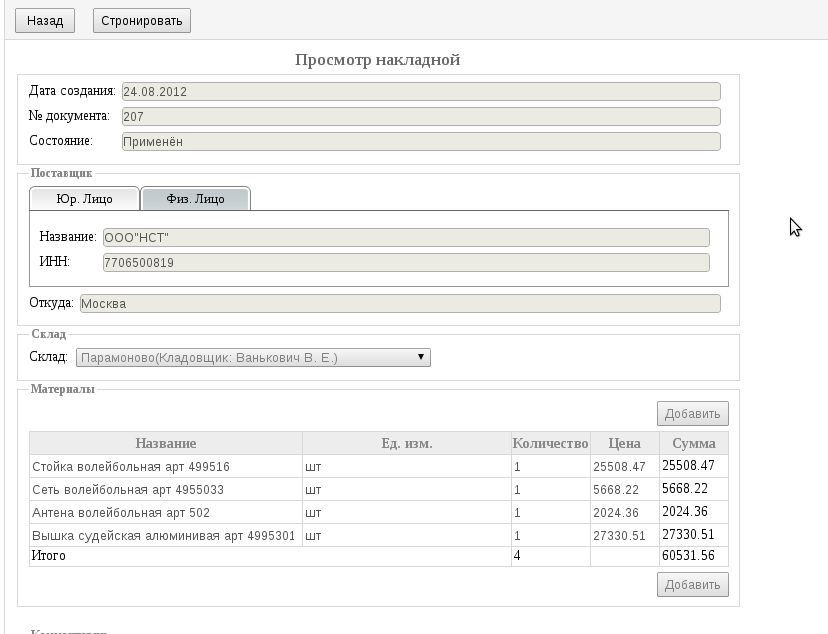 Назад Стронировать
Просмотр накладной
Дата создания: 24.08.2012
№ документа: 207
Состояние: Применён
Поставщик
Юр. Лицо Физ. Лицо
Название: ООО"НСТ"
ИНН: 7706500819
Откуда: Москва
Склад
Склад: Парамоново(Кладовщик: Ванькович В. Е.)
Материалы
Добавить
Название Ед. изм. Количество Цена Сумма
Стойка волейбольная арт 499516 шт 1 25508.47 25508.47
Сеть волейбольная арт 4955033 шт 1 5668.22 5668.22
Антена волейбольная арт 502 шт 1 2024.36 2024.36
Вышка судейская алюминивая арт 4995301 шт 1 27330.51 27330.51
Итого 4 60531.56
Добавить